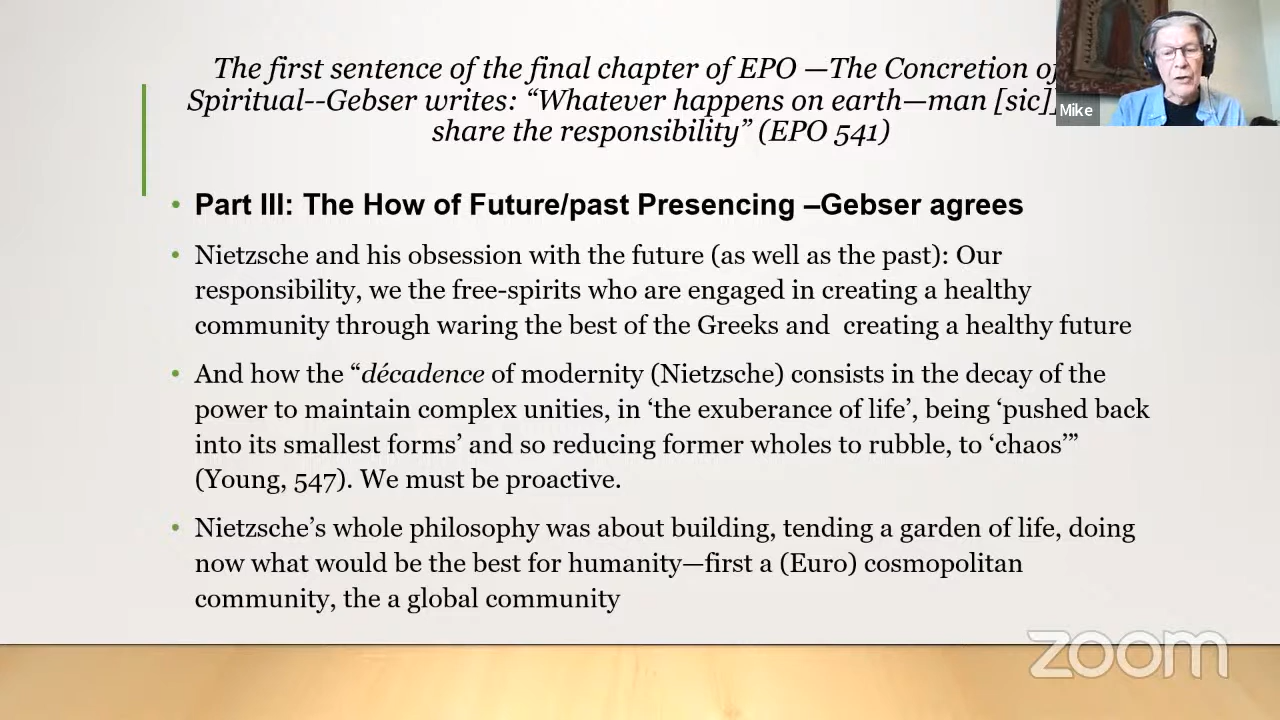 The first sentence of the final chapter of EPO —The Concretion of
Spiritual--Gebser writes: “Whatever happens on earth—man [sic]
share the responsibility” (EPO 541)
Mike
• Part III: The How of Future/past Presencing –Gebser agrees
• Nietzsche and his obsession with the future (as well as the past): Our
responsibility, we the free-spirits who are engaged in creating a healthy
community through waring the best of the Greeks and creating a healthy future
• And how the “décadence of modernity (Nietzsche) consists in the decay of the
power to maintain complex unities, in ‘the exuberance of life’, being ‘pushed back
into its smallest forms’ and so reducing former wholes to rubble, to ‘chaos’”
(Young, 547). We must be proactive.
• Nietzsche’s whole philosophy was about building, tending a garden of life, doing
now what would be the best for humanity—first a (Euro) cosmopolitan
community, the a global community
zoom